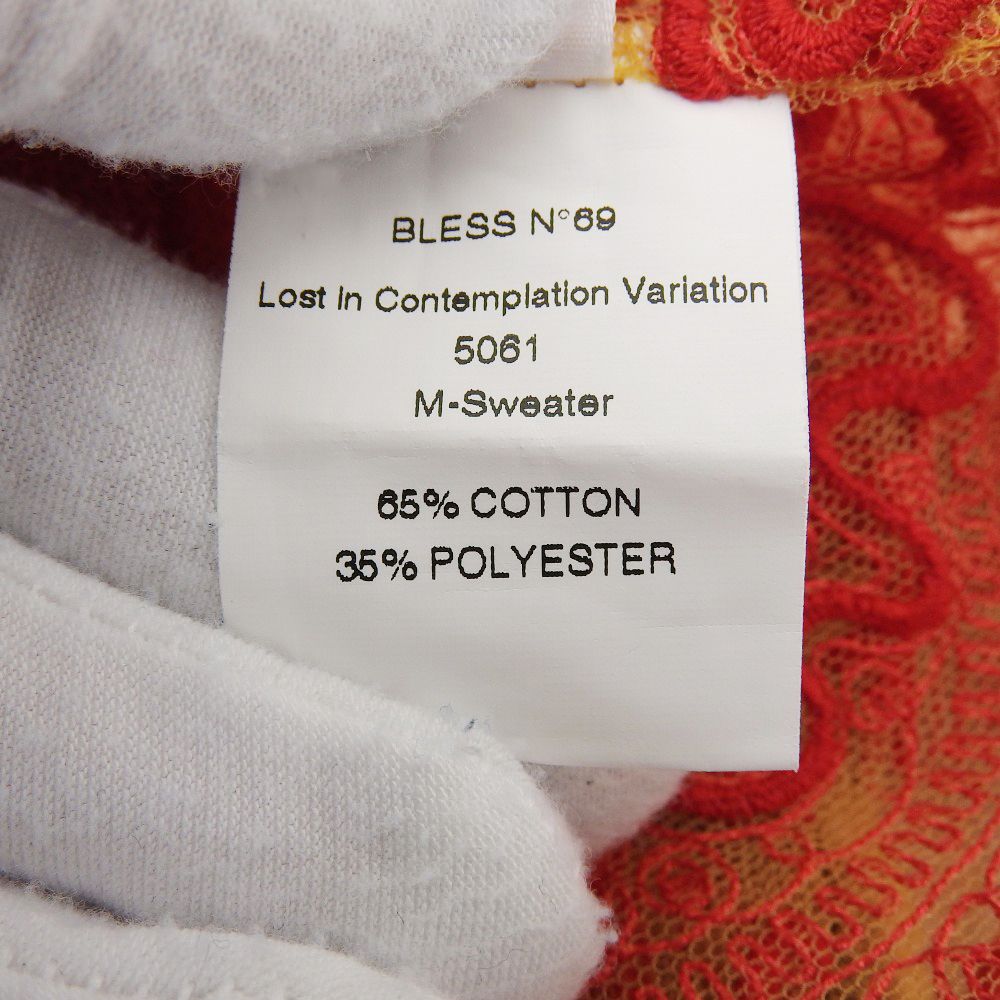 BLESS N°69
Lost in Contemplation Variation
5061
M-Sweater
65% COTTON
35% POLYESTER